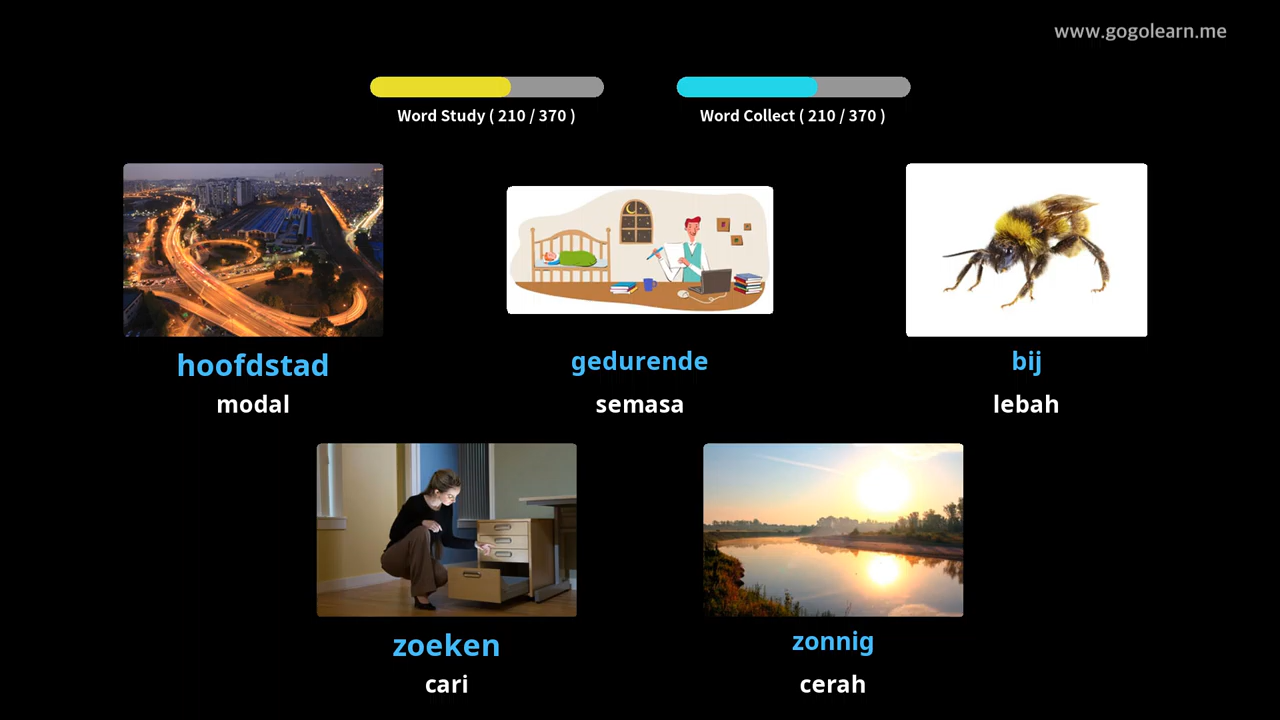 www.gogolearn.me
Word Study ( 210 / 370 )
Word Collect ( 210 / 370 )
hoofdstad
modal
gedurende
semasa
bij
lebah
zoeken
cari
zonnig
cerah